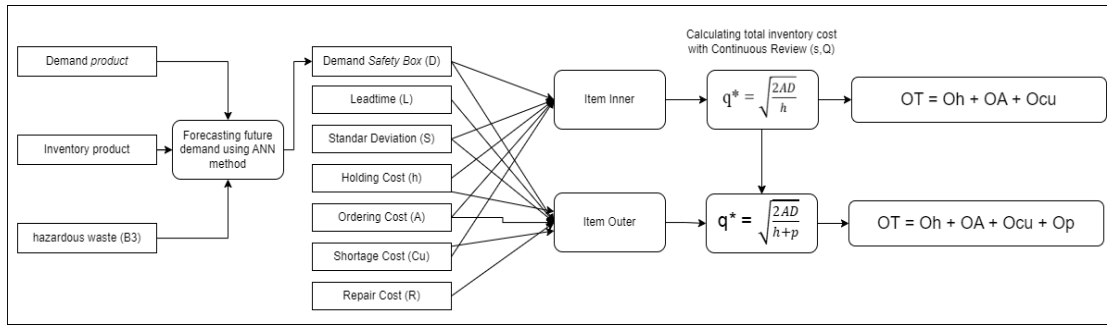 Demand product
Inventory product
hazardous waste (B3)
Forecasting future
demand using ANN
method
Demand Safety Box (D)
Leadtime (L)
Standar Deviation (S)
Holding Cost (h)
Ordering Cost (A)
Shortage Cost (Cu)
Repair Cost (R)
Item Inner
Item Outer
Calculating total inventory cost
with Continuous Review (s,Q)
q* = √(2AD/h)
q* = √(2AD/(h+p))
OT = Oh + OA + Ocu
OT = Oh + OA + Ocu + Op